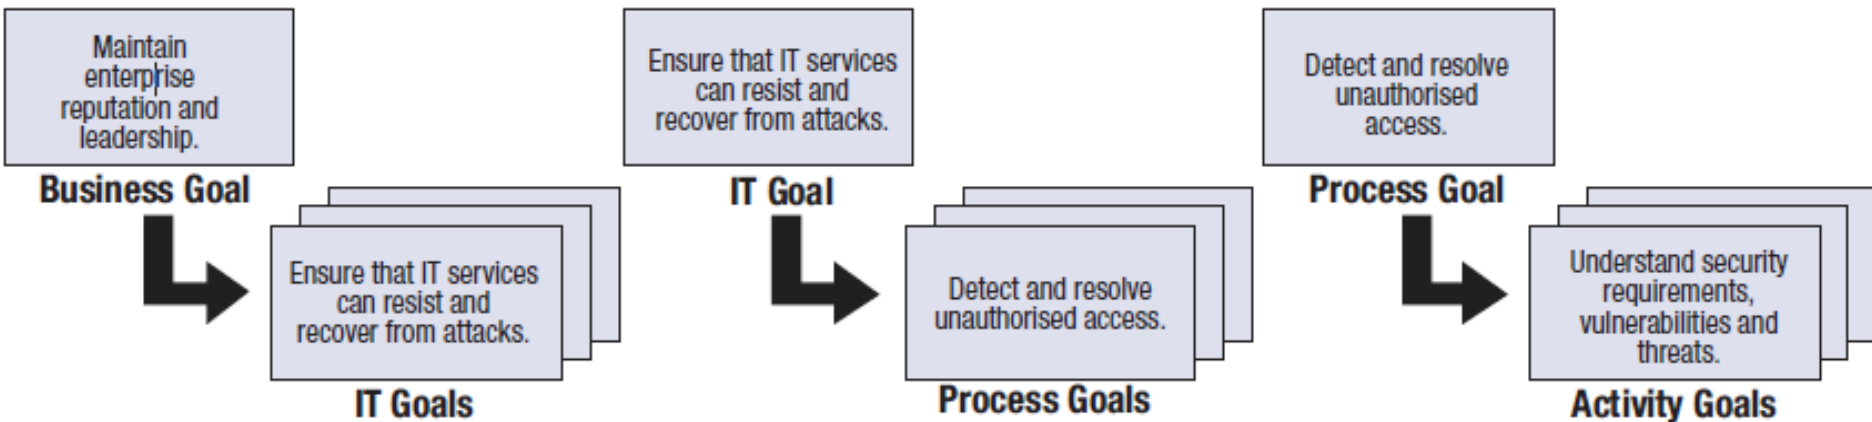 Maintain
enterprise
reputation and
leadership.
Business Goal
Ensure that IT services
can resist and
recover from attacks.
IT Goals
Ensure that IT services
can resist and
recover from attacks.
IT Goal
Detect and resolve
unauthorised access.
Process Goals
Detect and resolve
unauthorised
access.
Process Goal
Understand security
requirements,
vulnerabilities and
threats.
Activity Goals